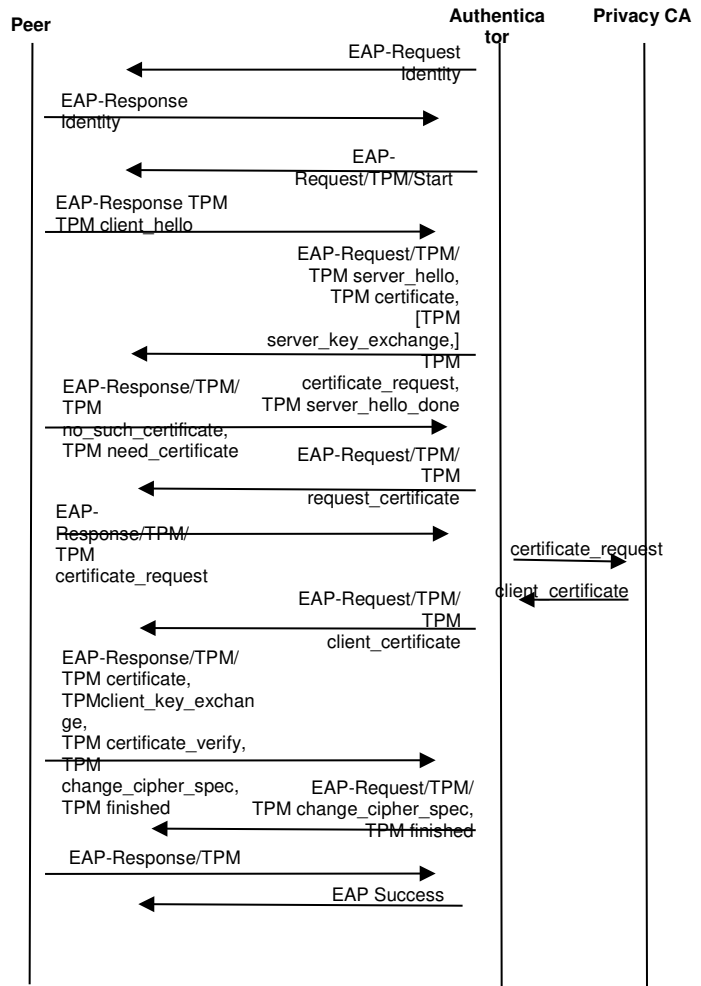 Peer
Authentica
tor
Privacy CA
EAP-Request
Identity
EAP-Response
Identity
EAP-
Request/TPM/Start
EAP-Response TPM
TPM client_hello
EAP-Request/TPM/
TPM server_hello,
TPM certificate,
[TPM
server_key_exchange,]
TPM
certificate_request,
TPM server_hello_done
EAP-Response/TPM/
TPM
no_such_certificate,
TPM need_certificate
EAP-Request/TPM/
TPM
request_certificate
EAP-
Response/TPM/
TPM
certificate_request
certificate_request
client_certificate
EAP-Request/TPM/
TPM
client_certificate
EAP-Response/TPM/
TPM certificate,
TPMclient_key_exchan
ge,
TPM certificate_verify,
TPM
change_cipher_spec,
TPM finished
EAP-Request/TPM/
TPM change_cipher_spec,
TPM finished
EAP-Response/TPM
EAP Success